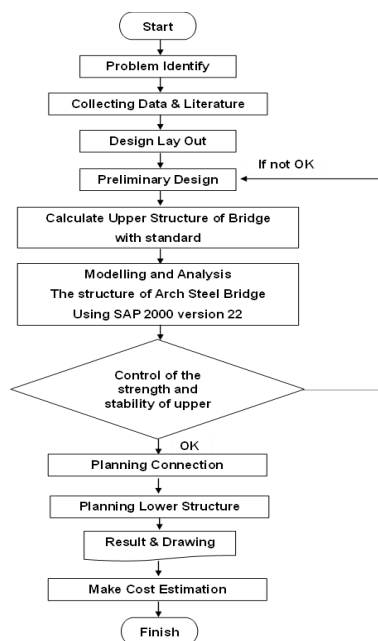 Start
Problem Identify
Collecting Data & Literature
Design Lay Out
If not OK
Preliminary Design
Calculate Upper Structure of Bridge
with standard
Modelling and Analysis
The structure of Arch Steel Bridge
Using SAP 2000 version 22
Control of the
strength and
stability of upper
OK
Planning Connection
Planning Lower Structure
Result & Drawing
Make Cost Estimation
Finish